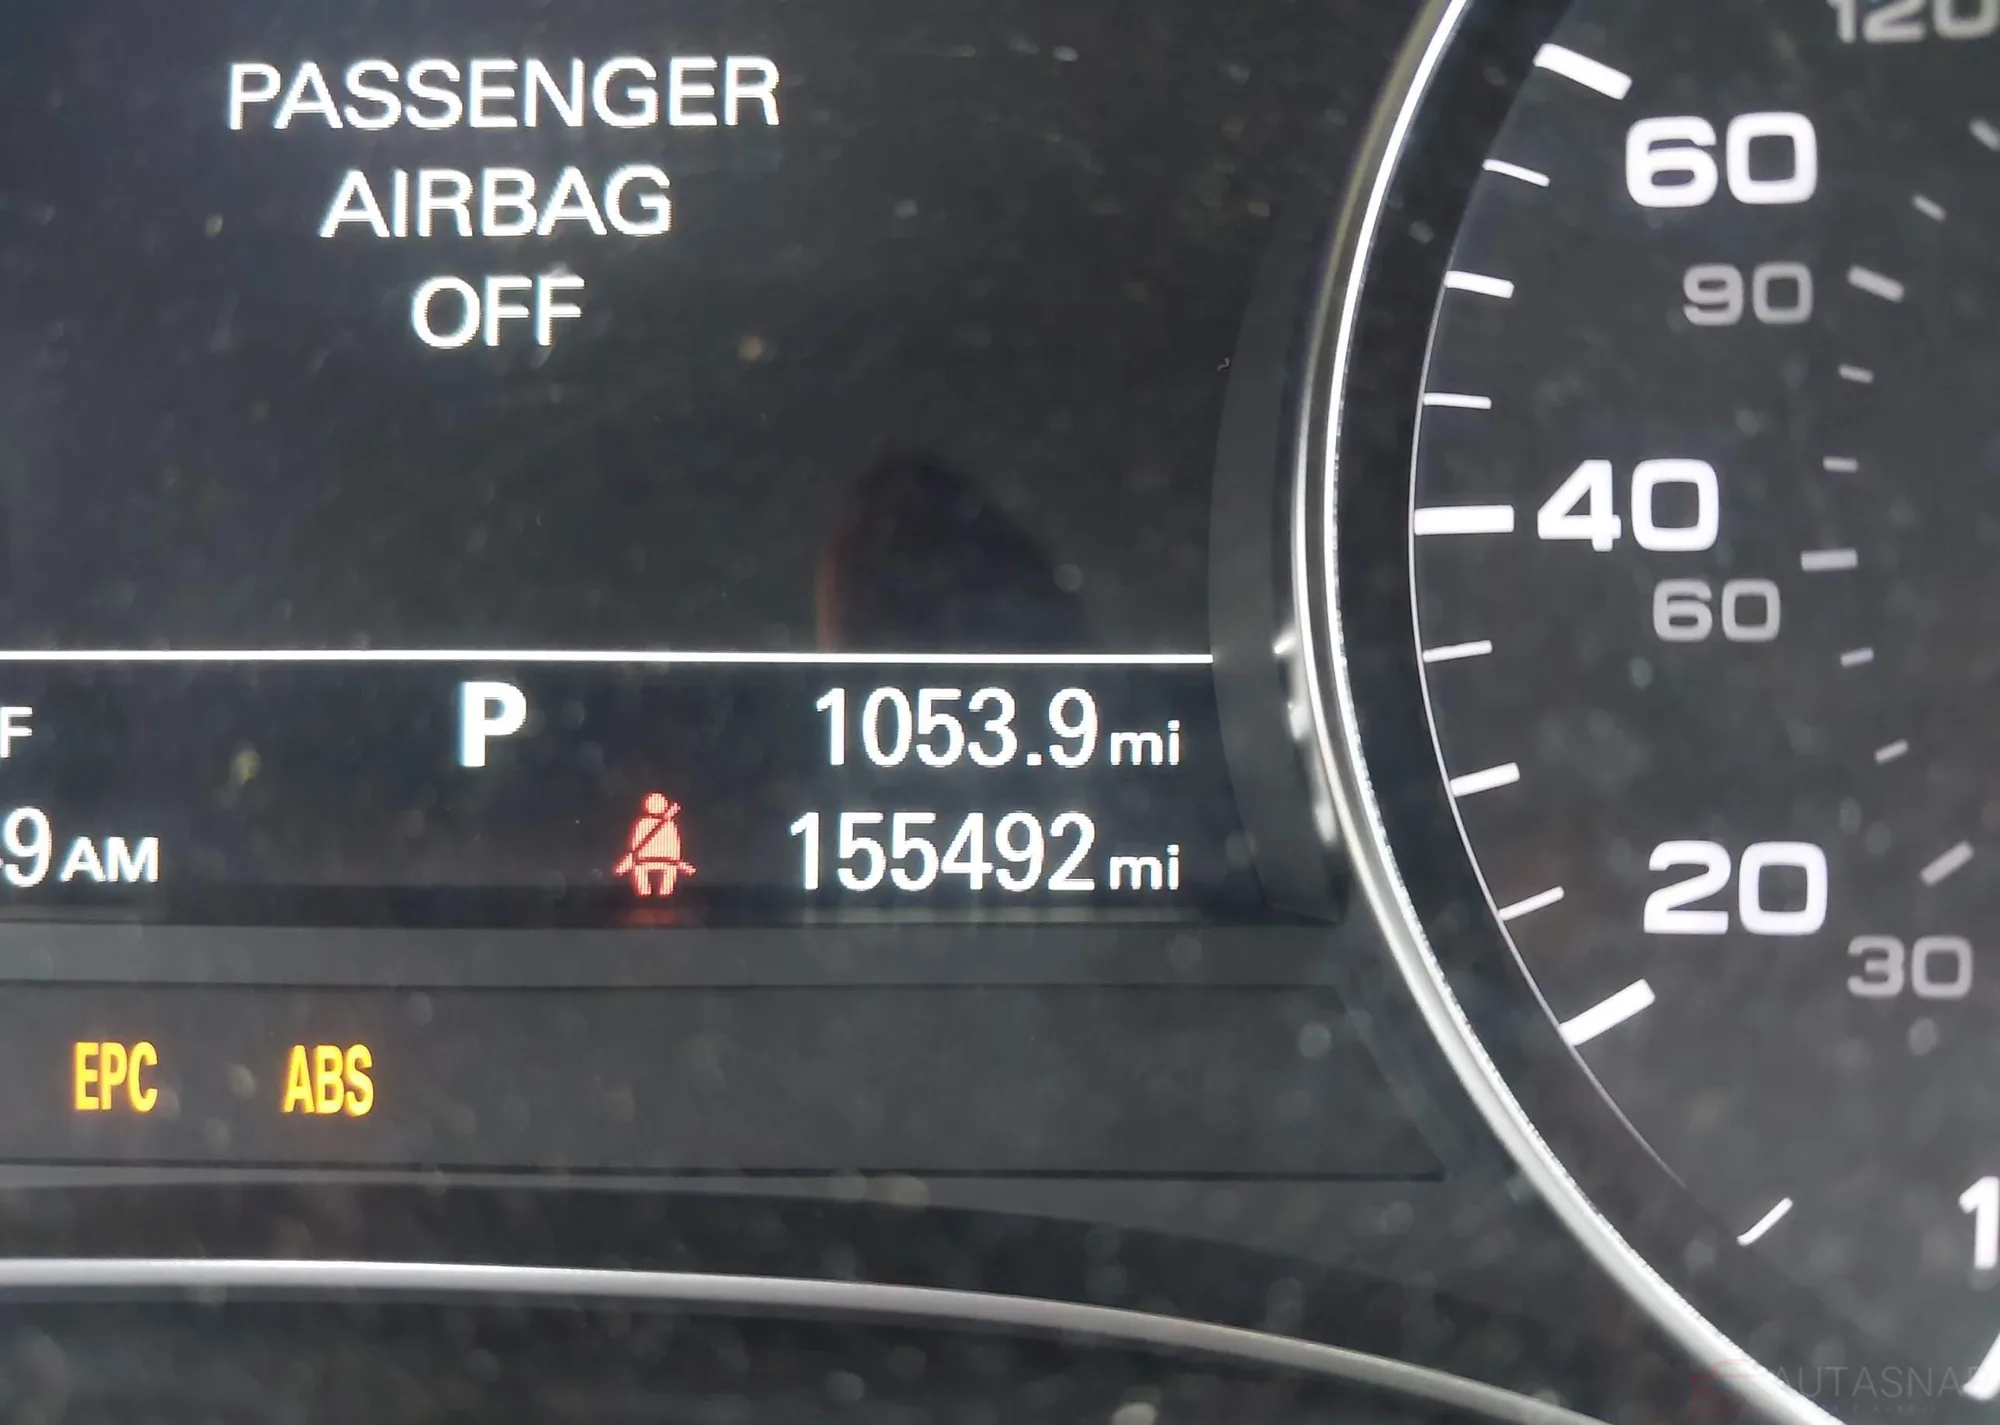 PASSENGER
AIRBAG
OFF
F
P
1053.9 mi
9 AM
155492 mi
EPC
ABS
120
60
90
40
60
20
30
1